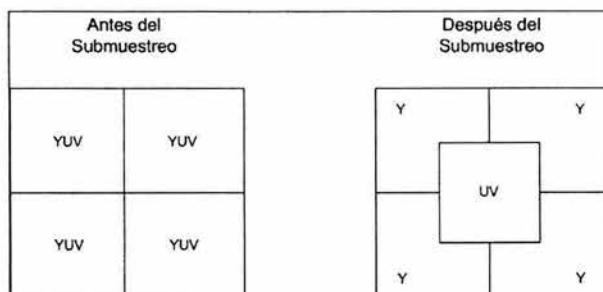 Antes del
Submuestreo
Después del
Submuestreo
YUV YUV
YUV YUV
Y Y
UV
Y Y